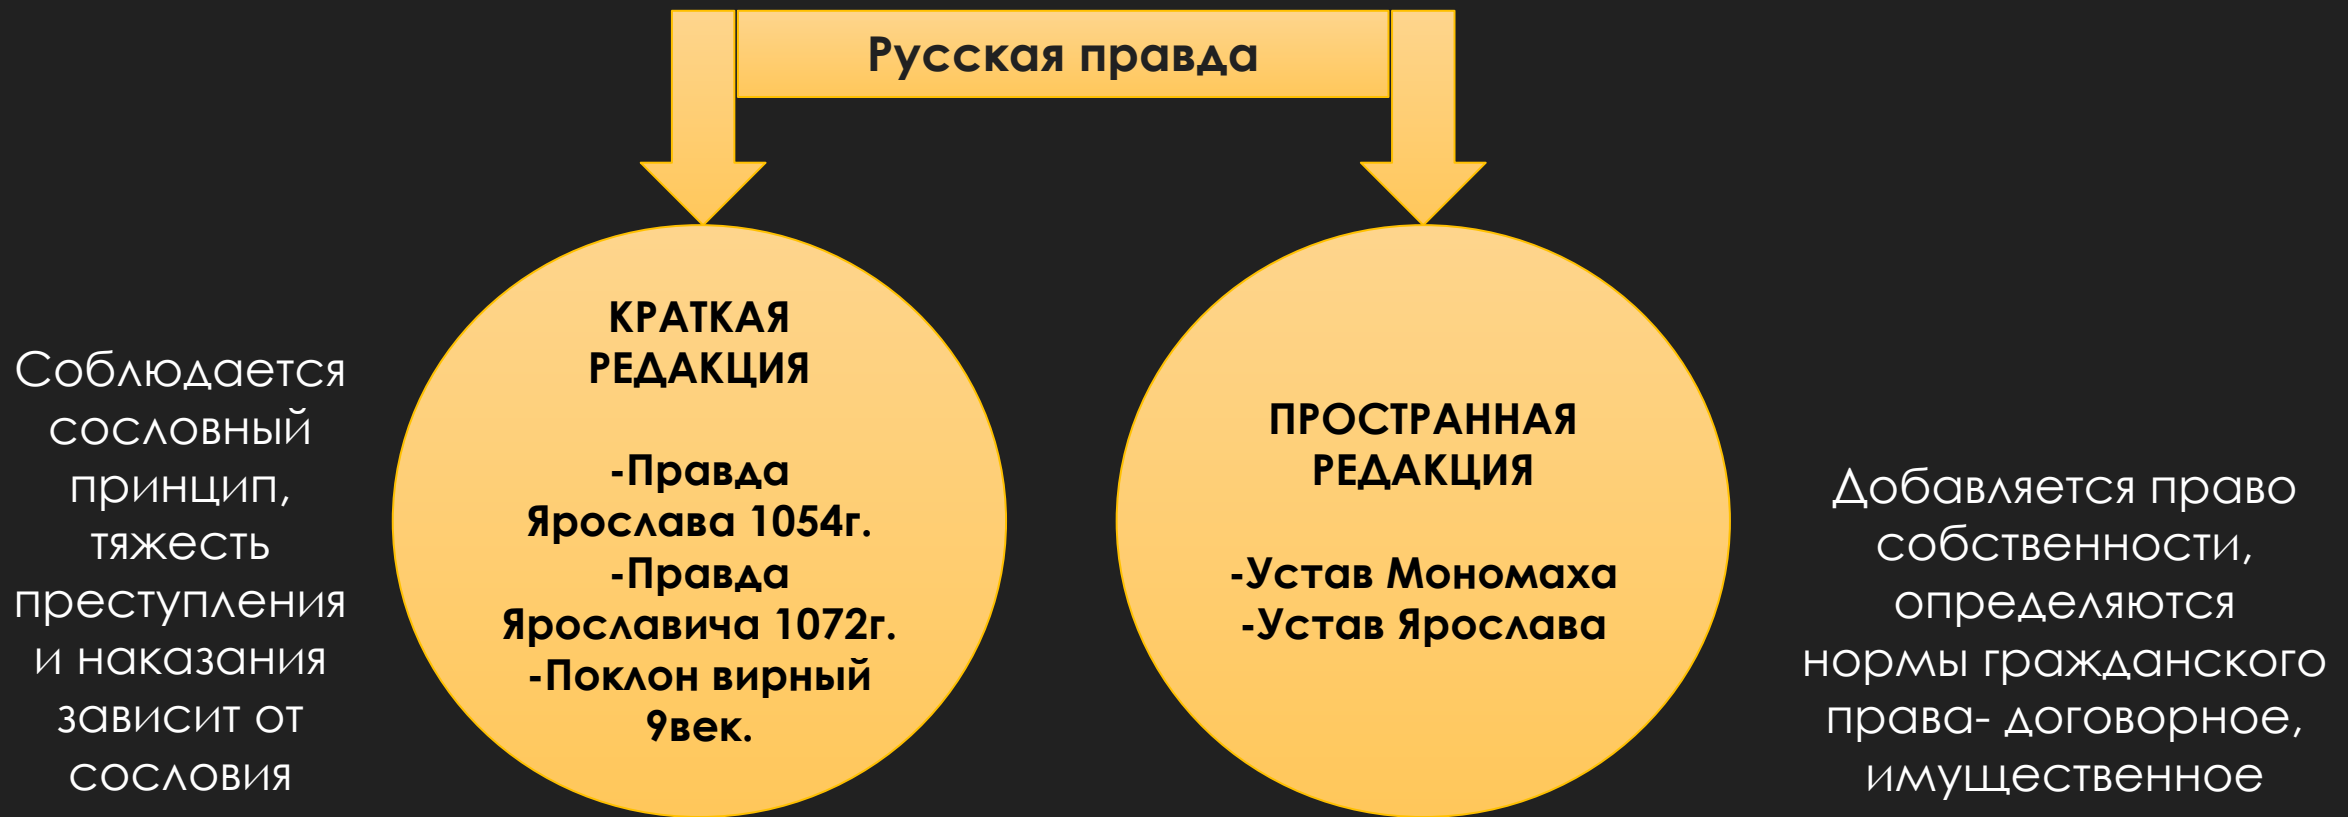 Русская правда
Соблюдается
сословный
принцип,
тяжесть
преступления
и наказания
зависит от
сословия
КРАТКАЯ
РЕДАКЦИЯ
-Правда
Ярослава 1054г.
-Правда
Ярославича 1072г.
-Поклон вирный
9век.
ПРОСТРАННАЯ
РЕДАКЦИЯ
-Устав Мономаха
-Устав Ярослава
Добавляется право
собственности,
определяются
нормы гражданского
права- договорное,
имущественное